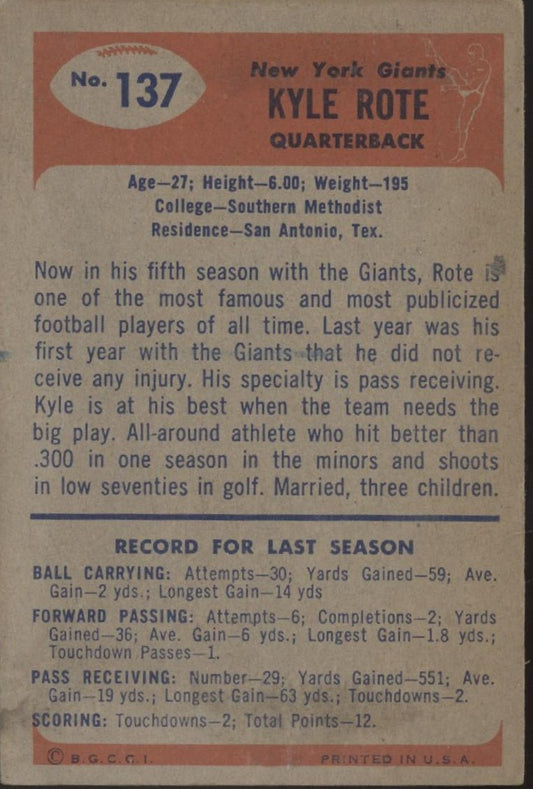 No. 137
New York Giants
KYLE ROTE
QUARTERBACK
Age—27; Height—6.00; Weight—195
College—Southern Methodist
Residence—San Antonio, Tex.
Now in his fifth season with the Giants, Rote is
one of the most famous and most publicized
football players of all time. Last year was his
first year with the Giants that he did not re-
ceive any injury. His specialty is pass receiving.
Kyle is at his best when the team needs the
big play. All-around athlete who hit better than
.300 in one season in the minors and shoots
in low seventies in golf. Married, three children.
RECORD FOR LAST SEASON
BALL CARRYING: Attempts—30; Yards Gained—59; Ave.
Gain—2 yds.; Longest Gain—14 yds
FORWARD PASSING: Attempts—6; Completions—2; Yards
Gained—36; Ave. Gain—6 yds.; Longest Gain—1.8 yds.;
Touchdown Passes—1.
PASS RECEIVING: Number—29; Yards Gained—551; Ave.
Gain—19 yds.; Longest Gain—63 yds.; Touchdowns—2.
SCORING: Touchdowns—2; Total Points—12.
© B.G.C.C.I. PRINTED IN U.S.A.